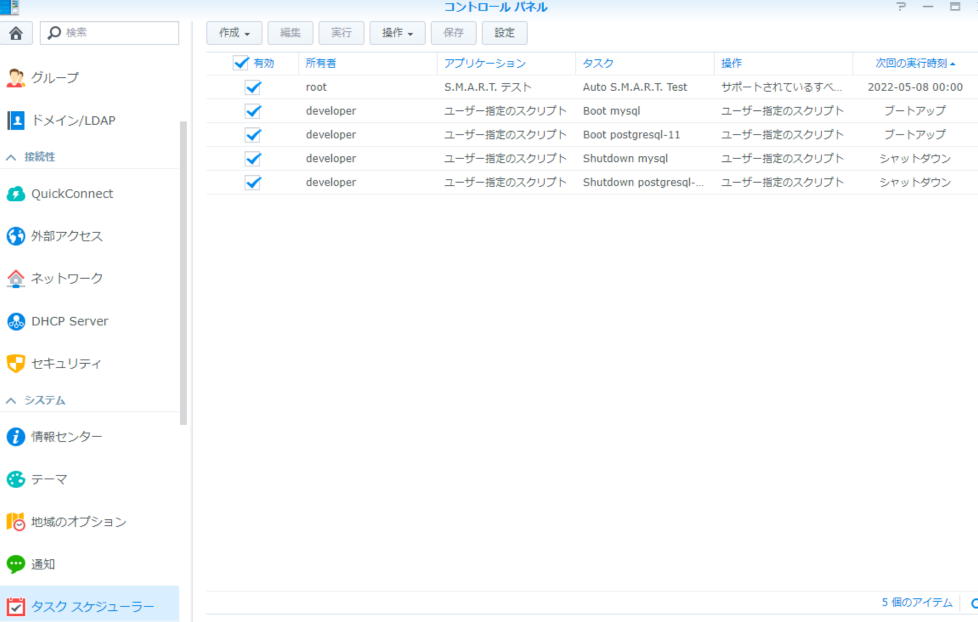 コントロール パネル
検索
グループ
ドメイン/LDAP
接続性
QuickConnect
外部アクセス
ネットワーク
DHCP Server
セキュリティ
システム
情報センター
テーマ
地域のオプション
通知
タスク スケジューラー
作成 編集 実行 操作 保存 設定
有効 所有者 アプリケーション タスク 操作 次回の実行時刻
root S.M.A.R.T. テスト Auto S.M.A.R.T. Test サポートされているすべ... 2022-05-08 00:00
developer ユーザー指定のスクリプト Boot mysql ユーザー指定のスクリプト ブートアップ
developer ユーザー指定のスクリプト Boot postgresql-11 ユーザー指定のスクリプト ブートアップ
developer ユーザー指定のスクリプト Shutdown mysql ユーザー指定のスクリプト シャットダウン
developer ユーザー指定のスクリプト Shutdown postgresql-... ユーザー指定のスクリプト シャットダウン
5 個のアイテム